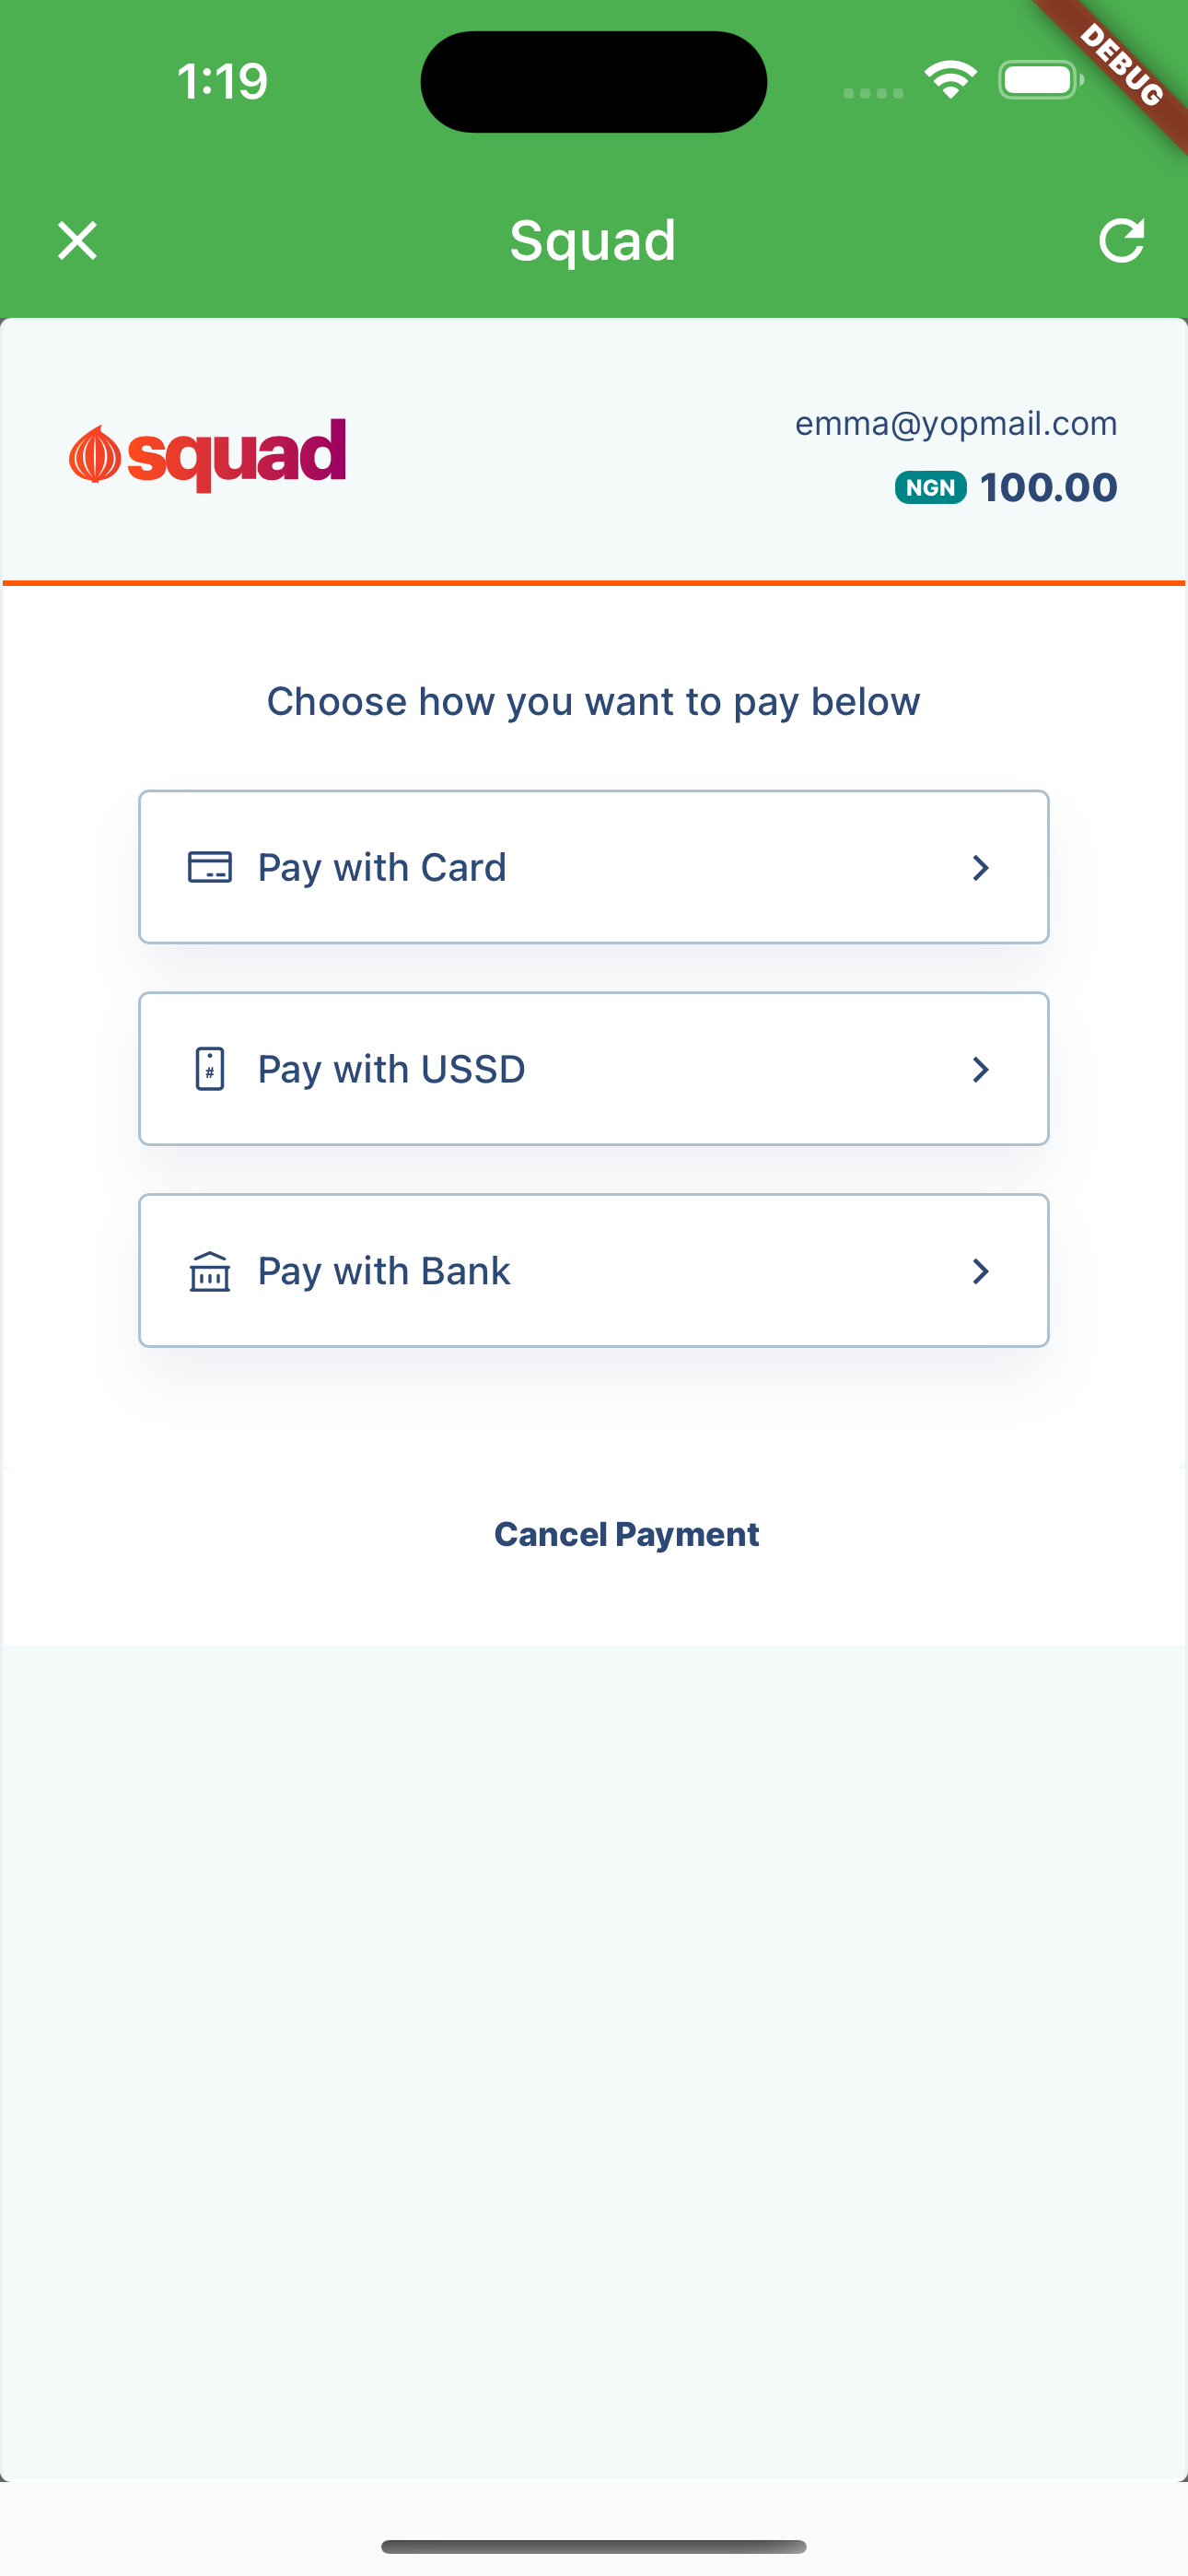 1:19
DEBUG
Squad
squad
emma@yopmail.com
NGN 100.00
Choose how you want to pay below
Pay with Card
# Pay with USSD
Pay with Bank
Cancel Payment